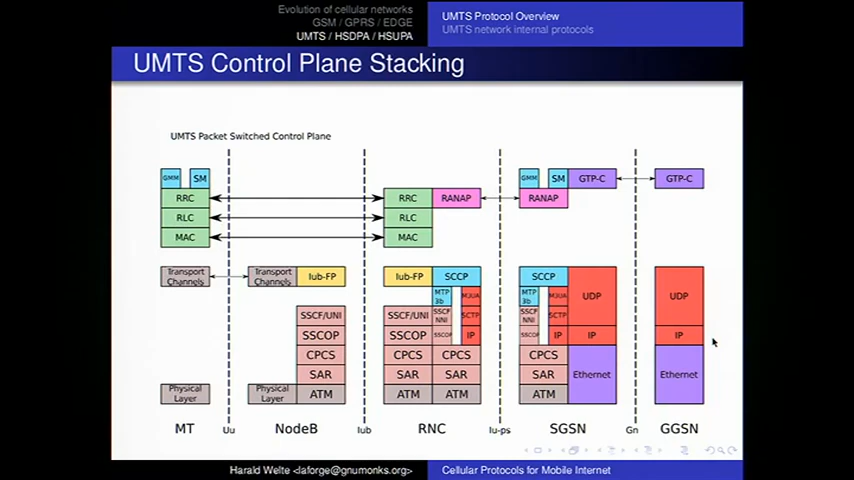 Evolution of cellular networks
GSM / GPRS / EDGE
UMTS / HSDPA / HSUPA
UMTS Protocol Overview
UMTS network internal protocols
UMTS Control Plane Stacking
UMTS Packet Switched Control Plane
GMM SM GMM SM GTP-C GTP-C
RRC RRC RANAP RANAP
RLC RLC
MAC MAC
Transport Channels Transport Channels Iub-FP Iub-FP SCCP SCCP
MTP 3b M3UA MTP 3b M3UA UDP UDP
SSCF/UNI SSCF/UNI SSCF NNI SCTP SSCF NNI SCTP
SSCOP SSCOP SSCOP IP SSCOP IP IP IP
CPCS CPCS CPCS CPCS
SAR SAR SAR SAR Ethernet Ethernet
Physical Layer Physical Layer ATM ATM ATM ATM
MT Uu NodeB Iub RNC Iu-ps SGSN Gn GGSN
Harald Welte <laforge@gnumonks.org>
Cellular Protocols for Mobile Internet